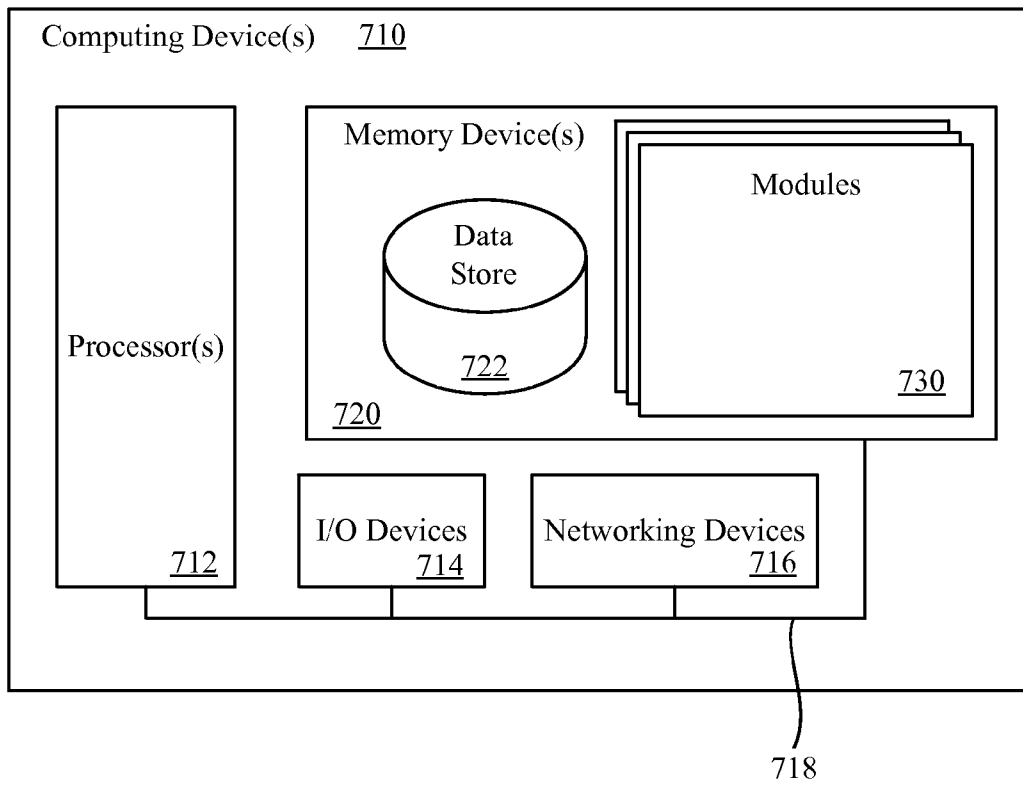 Computing Device(s) 710
Processor(s)
712
Memory Device(s)
Data
Store
722
720
Modules
730
I/O Devices
714
Networking Devices
716
718